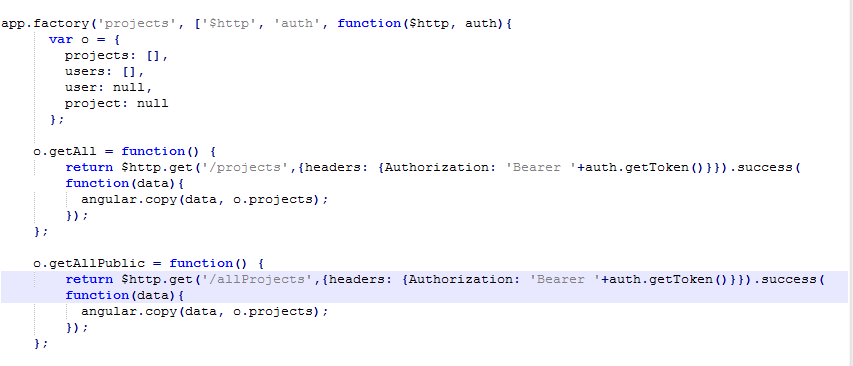 app.factory('projects', ['$http', 'auth', function($http, auth){
      var o = {
        projects: [],
        users: [],
        user: null,
        project: null
      };
    o.getAll = function() {
        return $http.get('/projects',{headers: {Authorization: 'Bearer '+auth.getToken()}}).success(
        function(data){
          angular.copy(data, o.projects);
        });
    };
    o.getAllPublic = function() {
        return $http.get('/allProjects',{headers: {Authorization: 'Bearer '+auth.getToken()}}).success(
        function(data){
          angular.copy(data, o.projects);
        });
    };